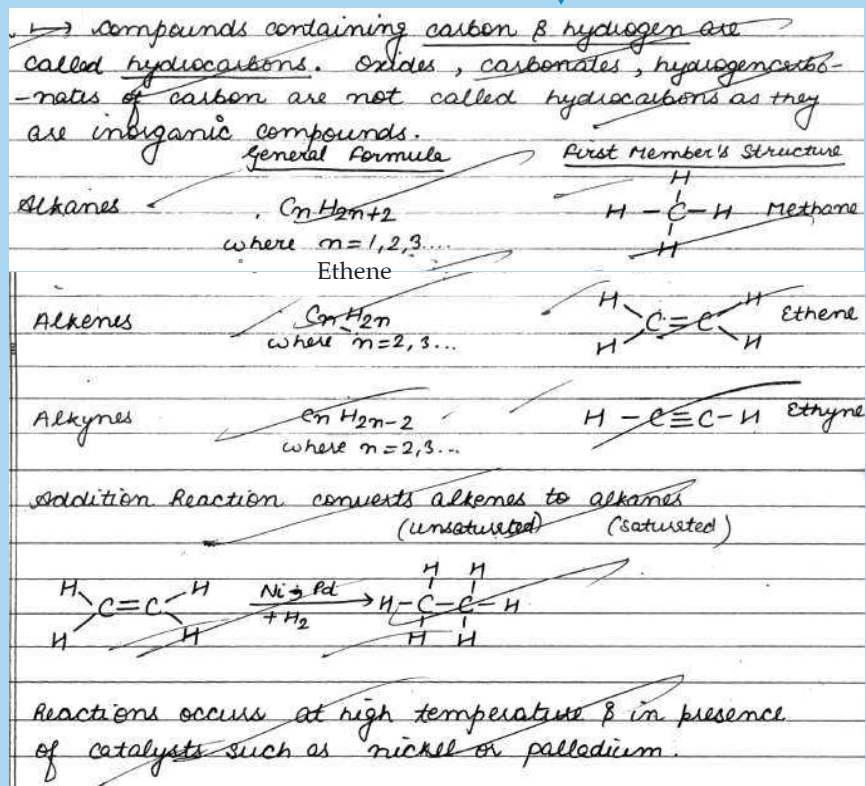 ↳ Compounds containing carbon & hydrogen are
called hydrocarbons. Oxides, carbonates, hydrogencarbo-
-nates of carbon are not called hydrocarbons as they
are inorganic compounds.
General Formula First Member's Structure
H
Alkanes CnH2n+2 H - C - H Methane
where n=1,2,3.... H
Ethene
H H
Alkenes CnH2n C = C Ethene
where n=2,3... H H
Alkynes CnH2n-2 H - C ≡ C - H Ethyne
where n=2,3...
Addition Reaction converts alkenes to alkanes
(unsaturated) (saturated)
H H H H
C = C Ni, Pd → H - C - C - H
H H + H2 H H
Reactions occurs at high temperature & in presence
of catalysts such as nickel or palladium.